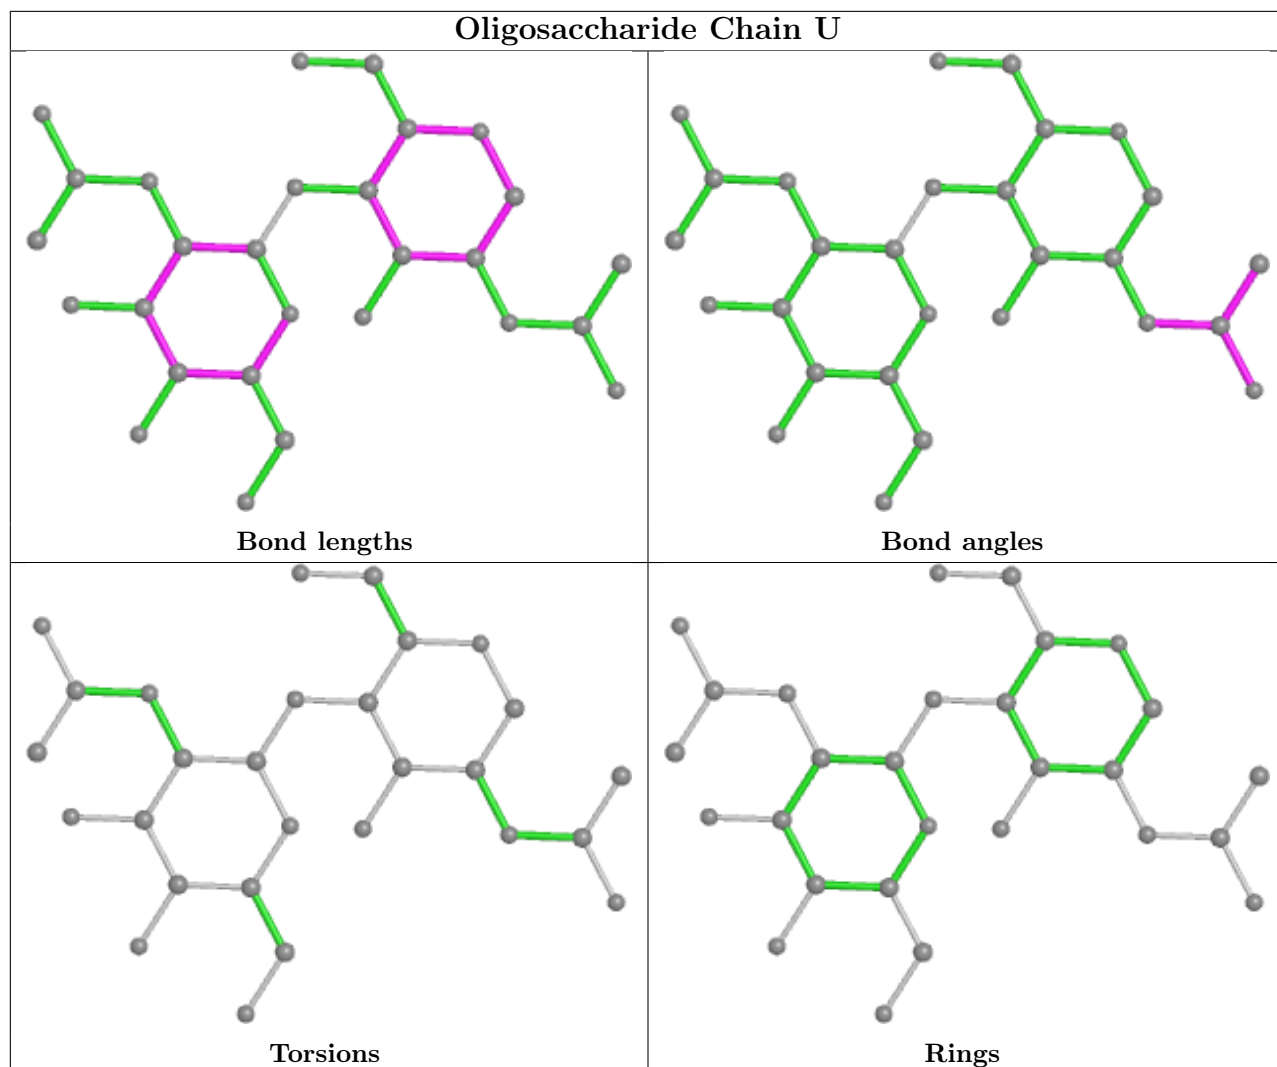 Oligosaccharide Chain U
Bond lengths
Bond angles
Torsions
Rings